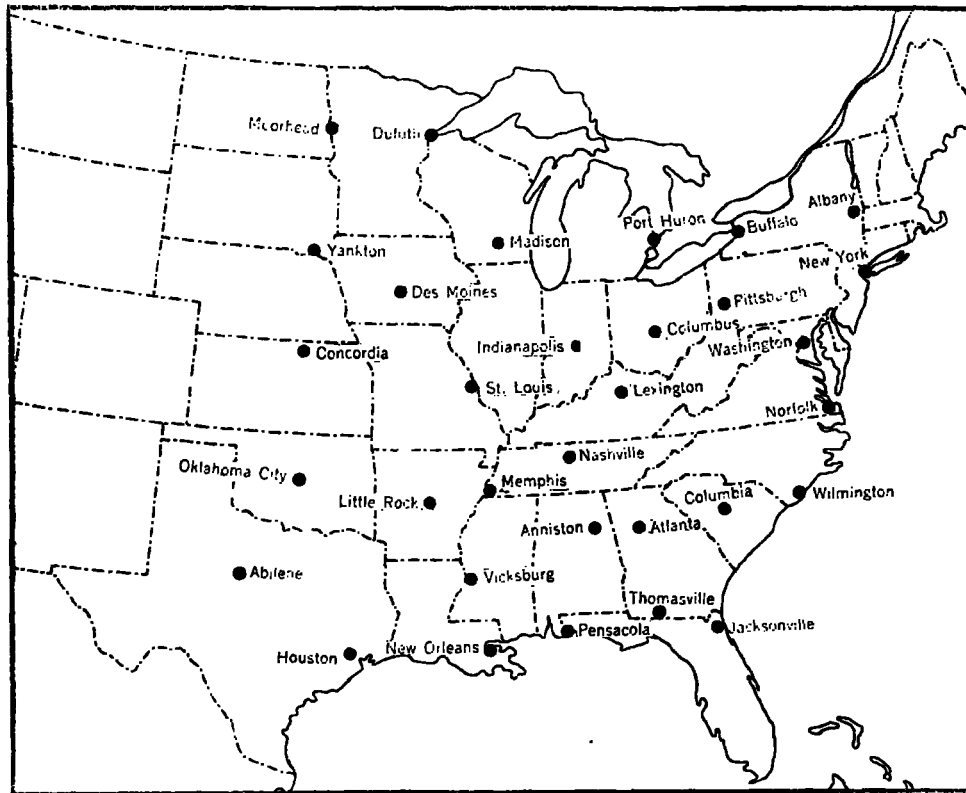 Moorhead
Duluth
Albany
Port Huron
Buffalo
Madison
Yankton
New York
Des Moines
Pittsburgh
Columbus
Washington
Indianapolis
Concordia
St. Louis
Lexington
Norfolk
Nashville
Oklahoma City
Memphis
Columbia
Wilmington
Little Rock
Anniston
Atlanta
Abilene
Vicksburg
Thomasville
Pensacola
Jacksonville
New Orleans
Houston